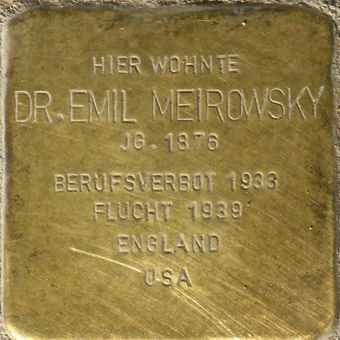 HIER WOHNTE
DR. EMIL MEIROWSKY
JG. 1876
BERUFSVERBOT 1933
FLUCHT 1939
ENGLAND
USA